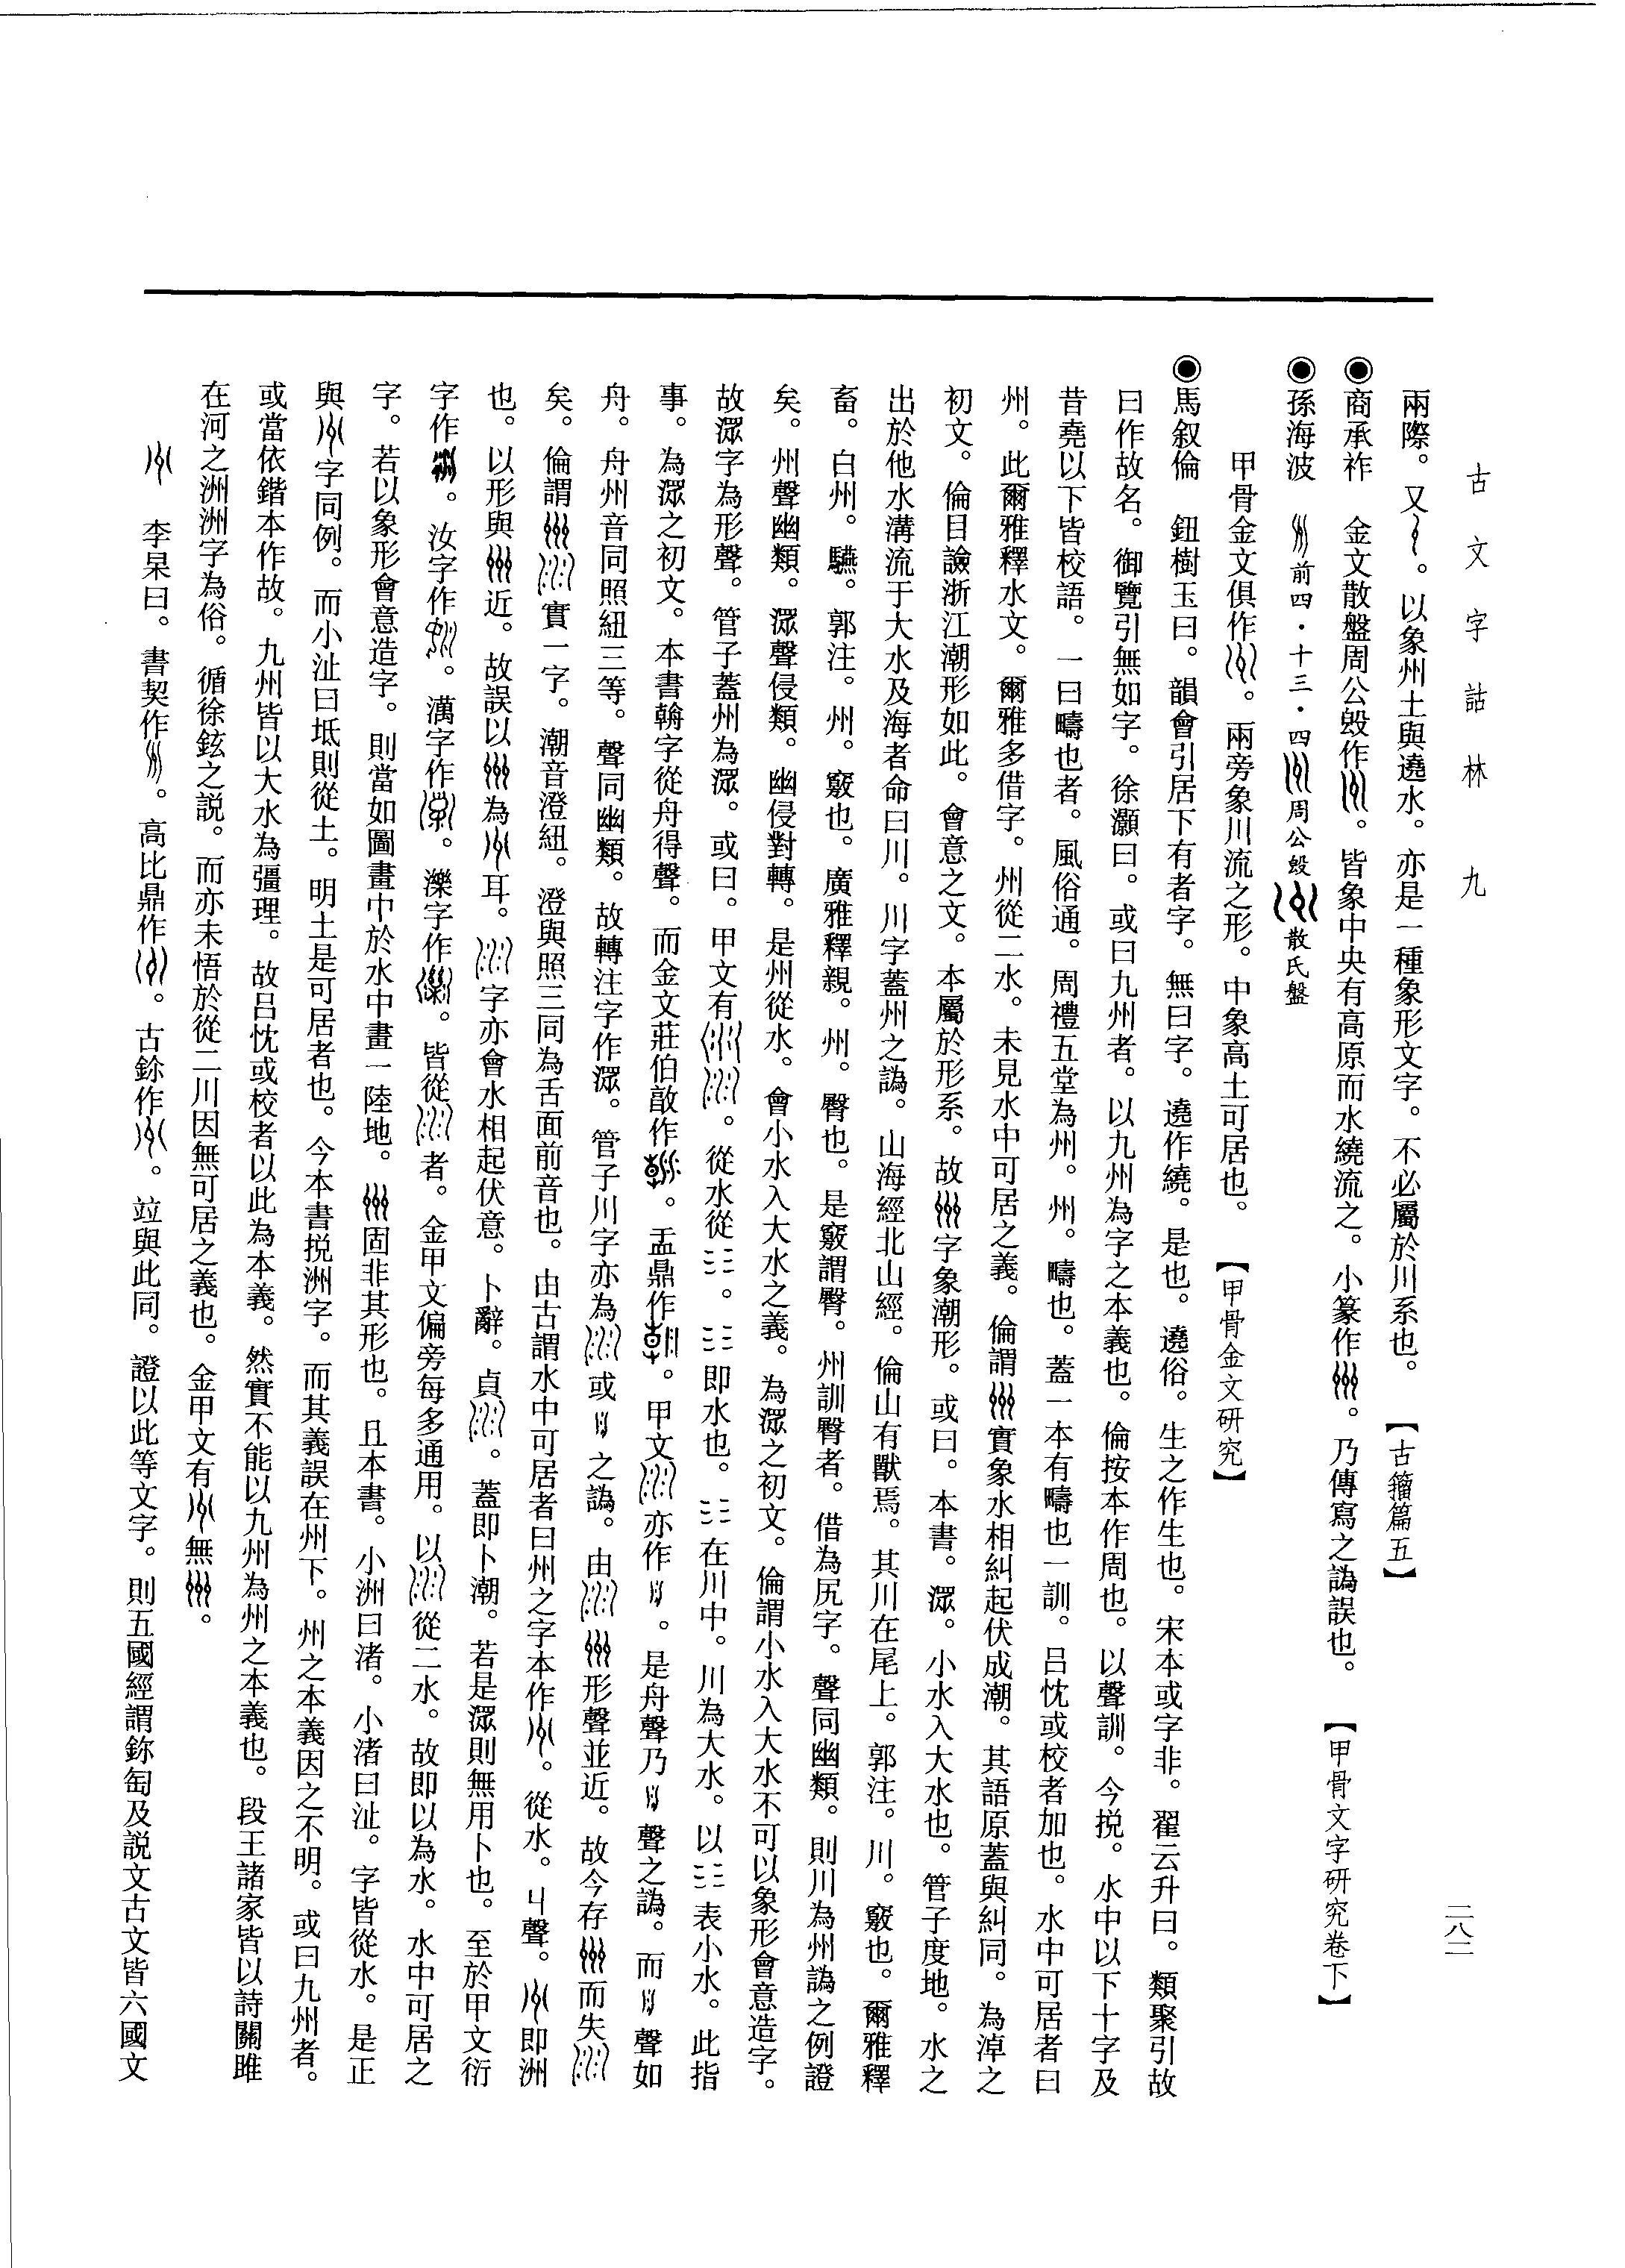 古文字詁林 九
二八二
兩際。又。以象州土與遶水。亦是一種象形文字。不必屬於川系也。【古籀篇五】
◉商承祚 金文散盤周公𣪘作。皆象中央有高原而水繞流之。小篆作。乃傳寫之譌誤也。【甲骨文字研究卷下】
◉孫海波 前四·十三·四 周公𣪘 散氏盤
甲骨金文俱作。兩旁象川流之形。中象高土可居也。【甲骨金文研究】
◉馬叙倫 鈕樹玉曰。韻會引居下有者字。無曰字。遶作繞。是也。遶俗。生之作生也。宋本或字非。翟云升曰。類聚引故
曰作故名。御覽引無如字。徐灝曰。或曰九州者。以九州為字之本義也。倫按本作周也。以聲訓。今捝。水中以下十字及
昔堯以下皆校語。一曰疇也者。風俗通。周禮五堂為州。州。疇也。蓋一本有疇也一訓。吕忱或校者加也。水中可居者曰
州。此爾雅釋水文。爾雅多借字。州從二水。未見水中可居之義。倫謂實象水相糾起伏成潮。其語原蓋與糾同。為淖之
初文。倫目譣浙江潮形如此。會意之文。本屬於形系。故字象潮形。或曰。本書。潀。小水入大水也。管子度地。水之
出於他水溝流于大水及海者命曰川。川字蓋州之譌。山海經北山經。倫山有獸焉。其川在尾上。郭注。川。竅也。爾雅釋
畜。白州。驠。郭注。州。竅也。廣雅釋親。州。臀也。是竅謂臀。州訓臀者。借為尻字。聲同幽類。則川為州譌之例證
矣。州聲幽類。潀聲侵類。幽侵對轉。是州從水。會小水入大水之義。為潀之初文。倫謂小水入大水不可以象形會意造字。
故潀字為形聲。管子蓋州為潀。或曰。甲文有。從水從。即水也。在川中。川為大水。以表小水。此指
事。為潀之初文。本書翰字從舟得聲。而金文莊伯𣪘作。盂鼎作。甲文亦作。是舟聲乃聲之譌。而聲如
舟。舟州音同照紐三等。聲同幽類。故轉注字作潀。管子川字亦為或之譌。由形聲並近。故今存而失
矣。倫謂實一字。潮音澄紐。澄與照三同為舌面前音也。由古謂水中可居者曰州之字本作。從水。丩聲。即洲
也。以形與近。故誤以為耳。字亦會水相起伏意。卜辭。貞。蓋即卜潮。若是潀則無用卜也。至於甲文衍
字作。汝字作。澫字作。濼字作。皆從者。金甲文偏旁每多通用。以從二水。故即以為水。水中可居之
字。若以象形會意造字。則當如圖畫中於水中畫一陸地。固非其形也。且本書。小洲曰渚。小渚曰沚。字皆從水。是正
與字同例。而小沚曰坻則從土。明土是可居者也。今本書捝洲字。而其義誤在州下。州之本義因之不明。或曰九州者。
或當依鍇本作故。九州皆以大水為彊理。故吕忱或校者以此為本義。然實不能以九州為州之本義也。段王諸家皆以詩關雎
在河之洲洲字為俗。循徐鉉之説。而亦未悟於從二川因無可居之義也。金甲文有無。
李杲曰。書契作。高比鼎作。古鉨作。竝與此同。證以此等文字。則五國經謂鉨匋及説文古文皆六國文